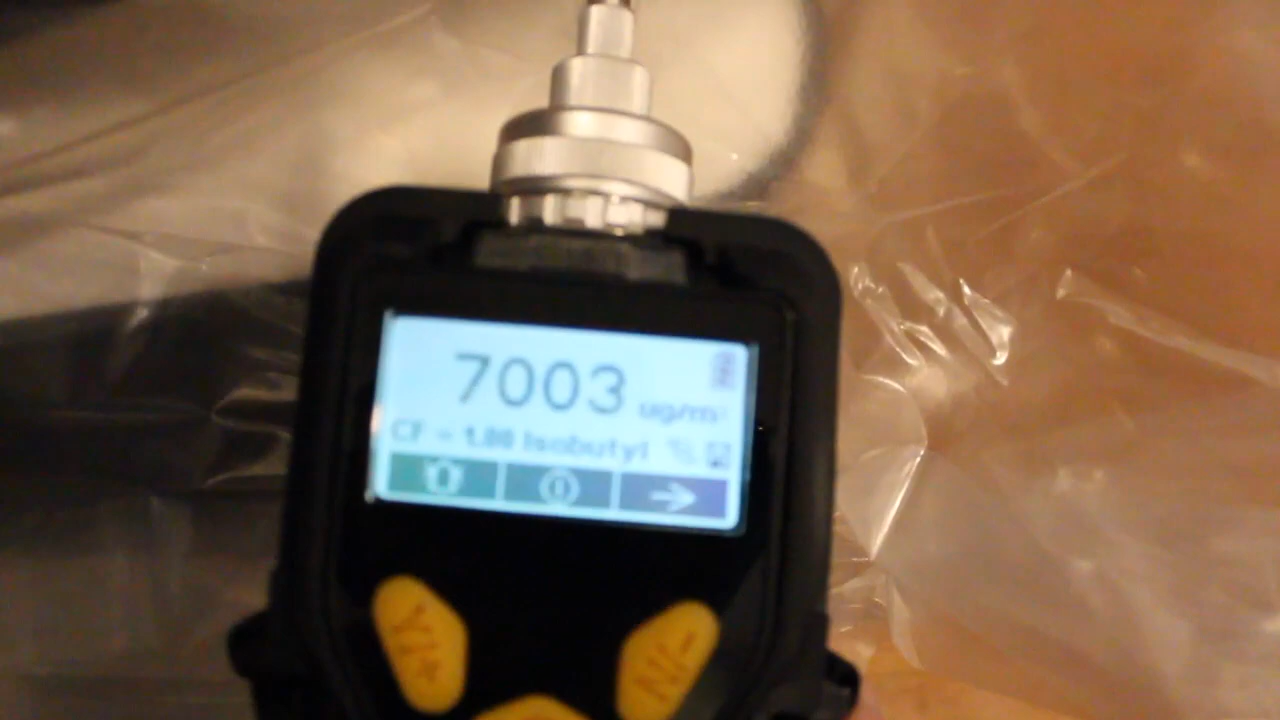 7003 ug/m³
CF = 1.00 Isobutyl
Y/+
N/-